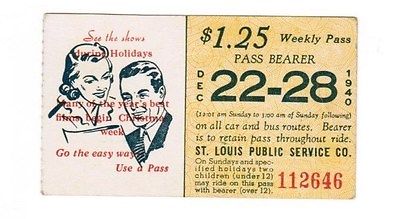 See the shows
during Holidays
Many of the year's best
films begin Christmas
week
Go the easy way
Use a Pass
$1.25 Weekly Pass
PASS BEARER
DEC 22-28 1940
(12:01 am Sunday to 3:00 am of Sunday following)
on all car and bus routes. Bearer
is to retain pass throughout ride.
ST. LOUIS PUBLIC SERVICE CO.
On Sundays and spec-
ified holidays two
children (under 12)
may ride on this pass
with bearer (over 12).
112646